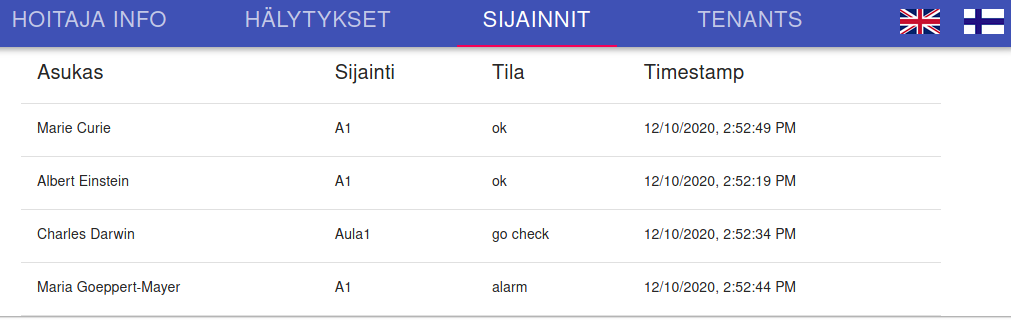 HOITAJA INFO HÄLYTYKSET SIJAINNIT TENANTS
Asukas Sijainti Tila Timestamp
Marie Curie A1 ok 12/10/2020, 2:52:49 PM
Albert Einstein A1 ok 12/10/2020, 2:52:19 PM
Charles Darwin Aula1 go check 12/10/2020, 2:52:34 PM
Maria Goeppert-Mayer A1 alarm 12/10/2020, 2:52:44 PM